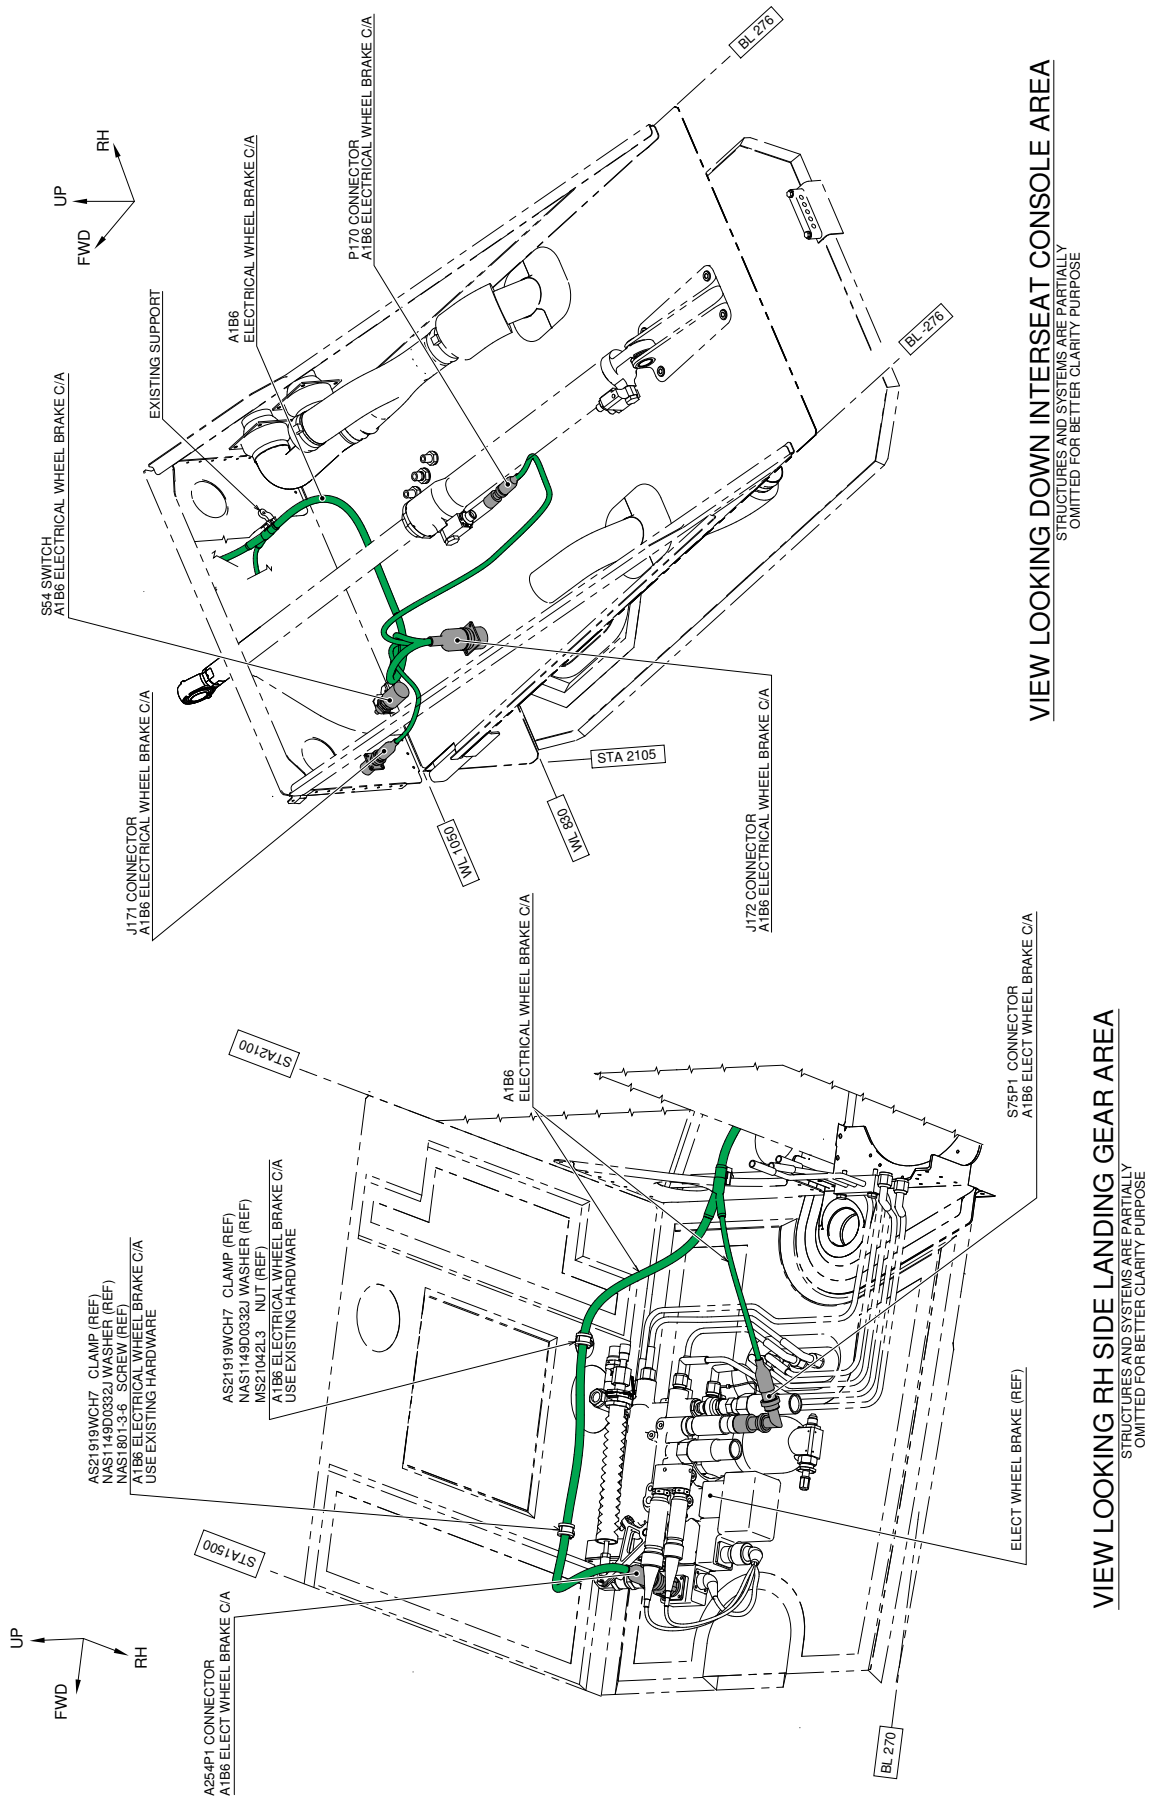 UP
FWD
RH
A254P1 CONNECTOR
A1B6 ELECT WHEEL BRAKE C/A
STA1500
AS21919WCH7 CLAMP (REF)
NAS1149D0332J WASHER (REF)
NAS1801-3-6 SCREW (REF)
A1B6 ELECTRICAL WHEEL BRAKE C/A
USE EXISTING HARDWARE
AS21919WCH7 CLAMP (REF)
NAS1149D0332J WASHER (REF)
MS21042L3 NUT (REF)
A1B6 ELECTRICAL WHEEL BRAKE C/A
USE EXISTING HARDWARE
STA2100
A1B6
ELECTRICAL WHEEL BRAKE C/A
S75P1 CONNECTOR
A1B6 ELECT WHEEL BRAKE C/A
ELECT WHEEL BRAKE (REF)
BL 270
VIEW LOOKING RH SIDE LANDING GEAR AREA
STRUCTURES AND SYSTEMS ARE PARTIALLY
OMITTED FOR BETTER CLARITY PURPOSE
UP
FWD
RH
J171 CONNECTOR
A1B6 ELECTRICAL WHEEL BRAKE C/A
S54 SWITCH
A1B6 ELECTRICAL WHEEL BRAKE C/A
EXISTING SUPPORT
A1B6
ELECTRICAL WHEEL BRAKE C/A
P170 CONNECTOR
A1B6 ELECTRICAL WHEEL BRAKE C/A
BL 276
BL -276
WL 1050
WL 830
STA 2105
J172 CONNECTOR
A1B6 ELECTRICAL WHEEL BRAKE C/A
VIEW LOOKING DOWN INTERSEAT CONSOLE AREA
STRUCTURES AND SYSTEMS ARE PARTIALLY
OMITTED FOR BETTER CLARITY PURPOSE